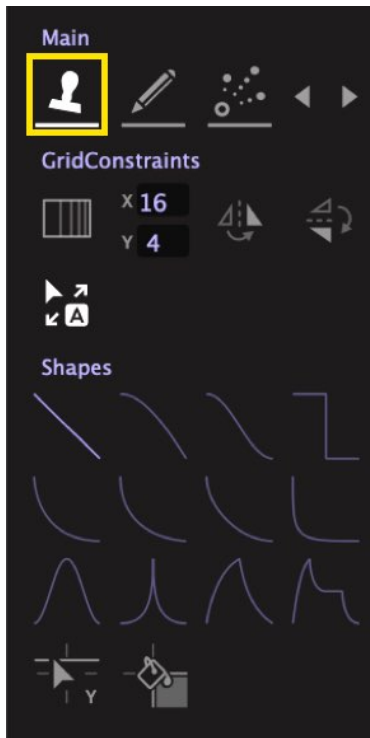 Main
GridConstraints
X 16
Y 4
A
Shapes
Y